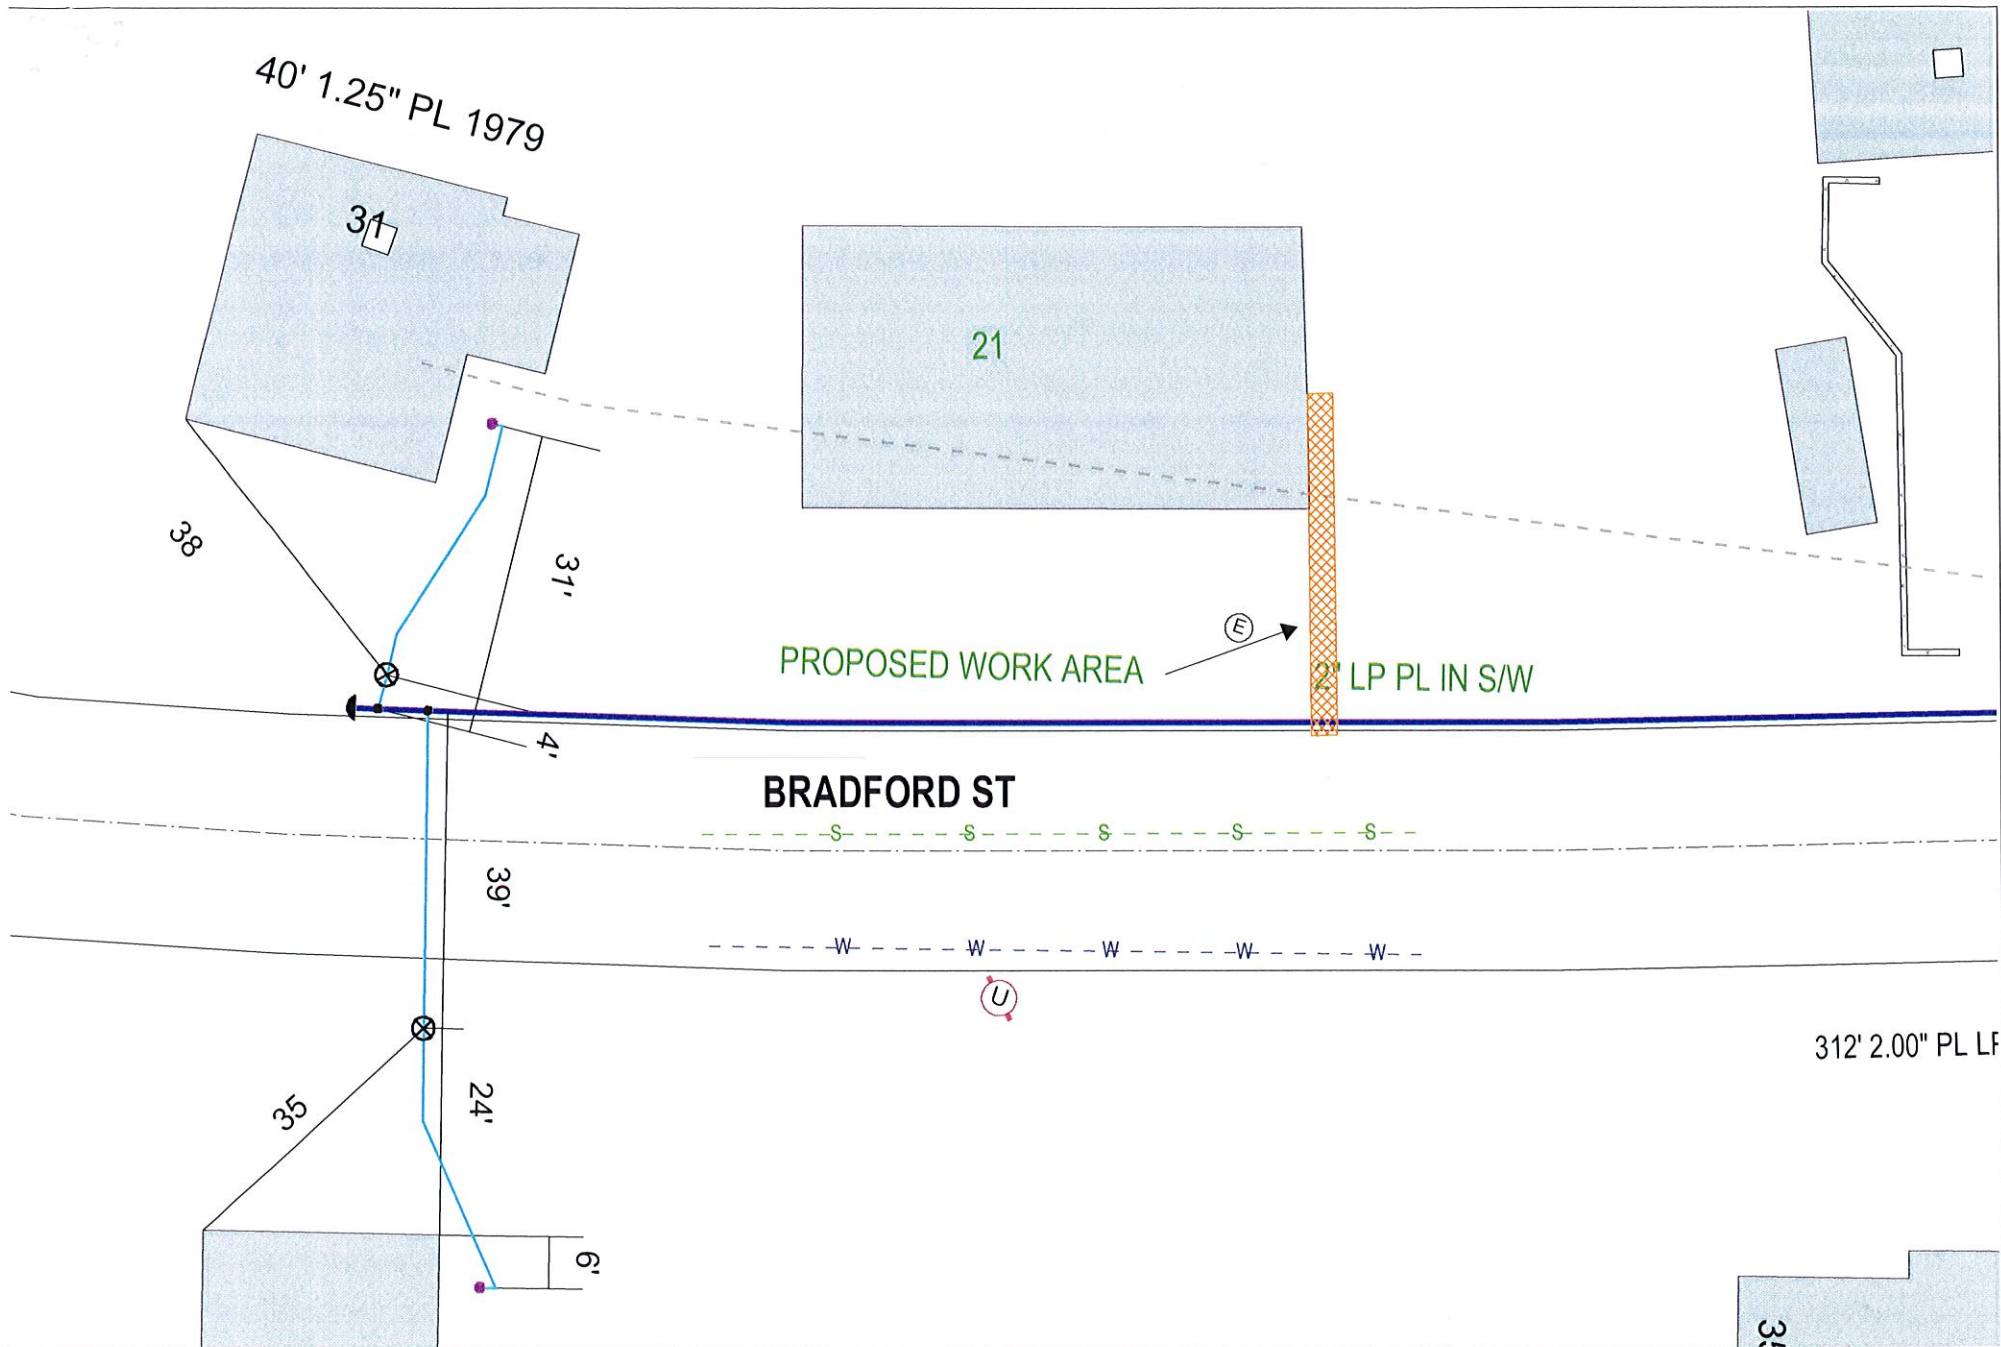 40' 1.25" PL 1979
31
21
38
31'
E
PROPOSED WORK AREA
2" LP PL IN S/W
4'
BRADFORD ST
S S S S S
39'
W W W W W
U
312' 2.00" PL
24'
35
6'